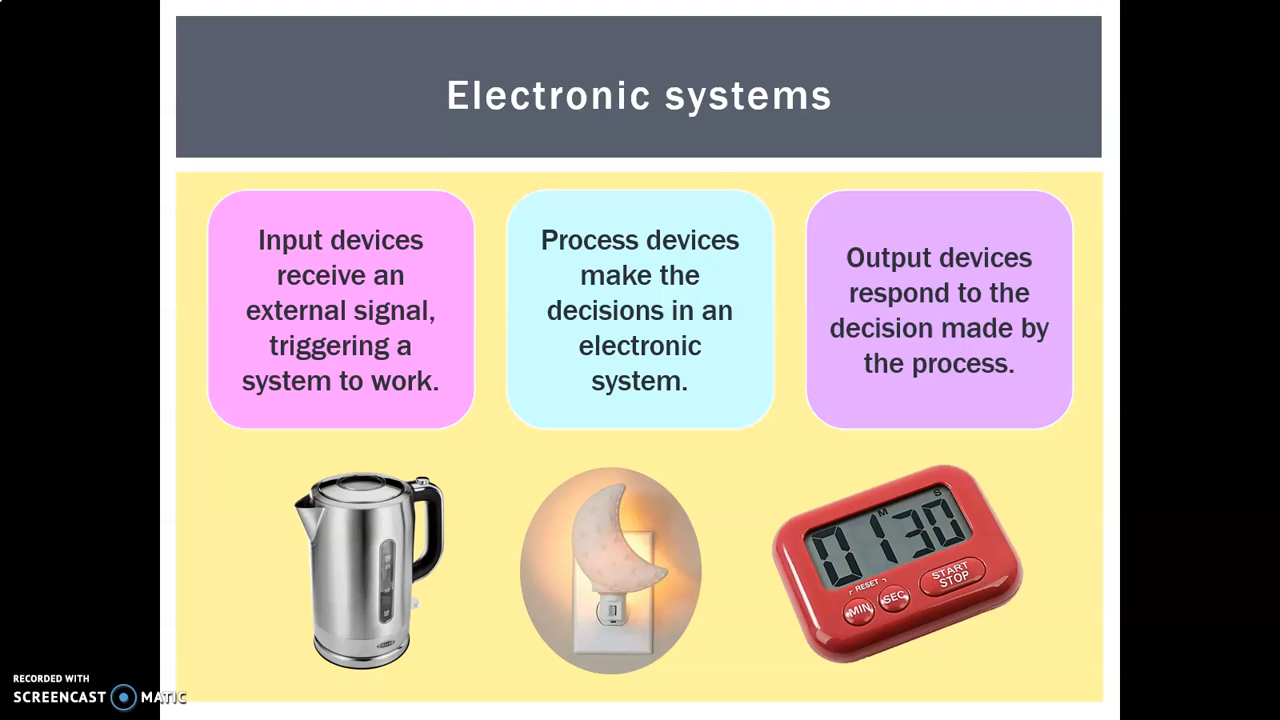 Electronic systems
Input devices
receive an
external signal,
triggering a
system to work.
Process devices
make the
decisions in an
electronic
system.
Output devices
respond to the
decision made by
the process.
M
S
01 30
RESET
MIN
SEC
START
STOP
RECORDED WITH
SCREENCAST MATIC